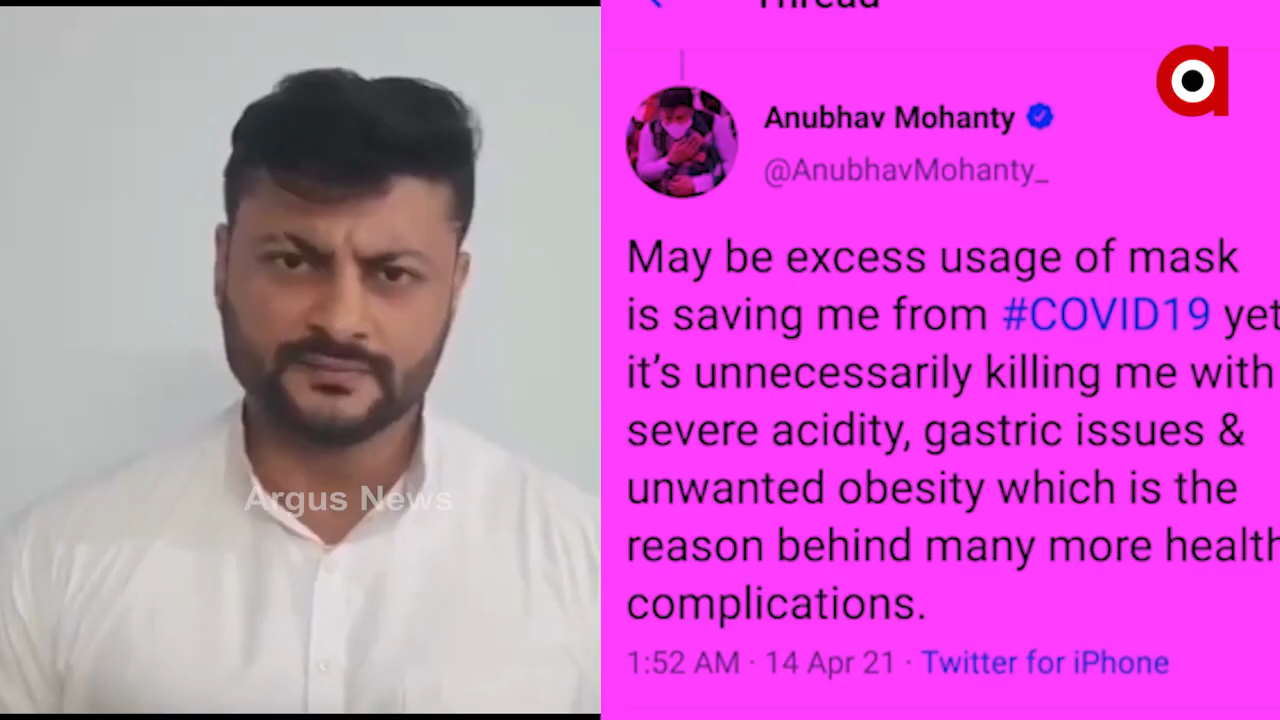 Thread
Anubhav Mohanty
@AnubhavMohanty_
May be excess usage of mask
is saving me from #COVID19 yet
it’s unnecessarily killing me with
severe acidity, gastric issues &
unwanted obesity which is the
reason behind many more health
complications.
1:52 AM · 14 Apr 21 · Twitter for iPhone
Argus News